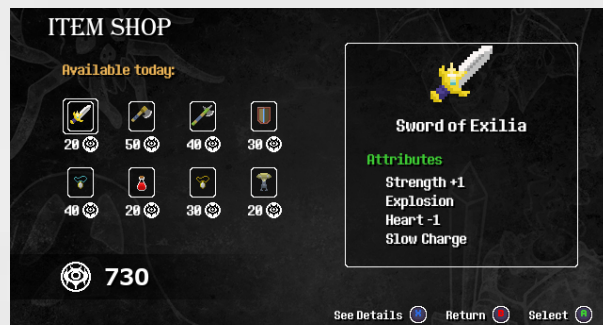 ITEM SHOP
Available today:
20 50 40 30
40 20 30 20
730
Sword of Exilia
Attributes
Strength +1
Explosion
Heart -1
Slow Charge
See Details Return Select A